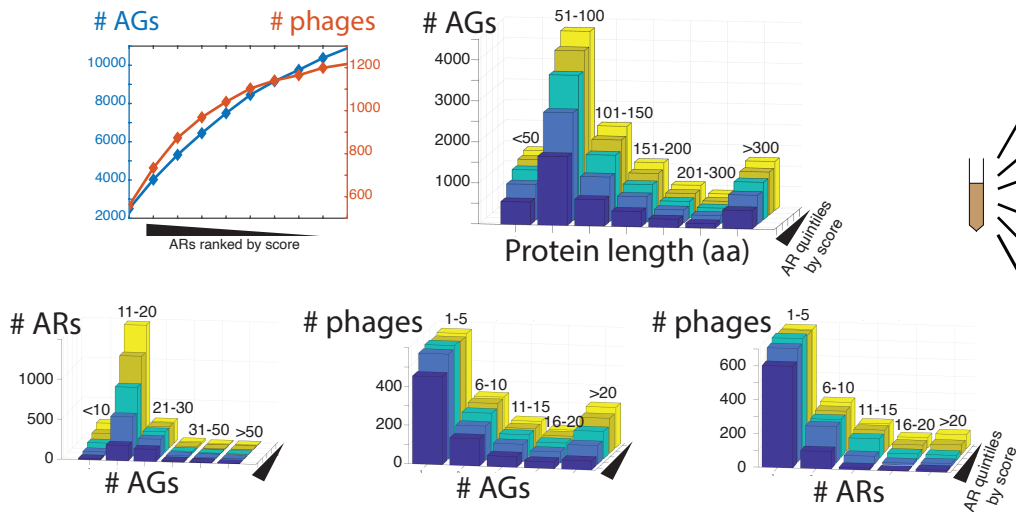 # AGs
# phages
10000
8000
6000
4000
2000
1200
1000
800
600
ARs ranked by score
# AGs
4000
3000
2000
1000
<50
51-100
101-150
151-200
201-300
>300
Protein length (aa)
AR quintiles
by score
# ARs
1000
500
0
<10
11-20
21-30
31-50
>50
# AGs
# phages
400
200
0
1-5
6-10
11-15
16-20
>20
# AGs
# phages
600
400
200
0
1-5
6-10
11-15
16-20
>20
# ARs
AR quintiles
by score